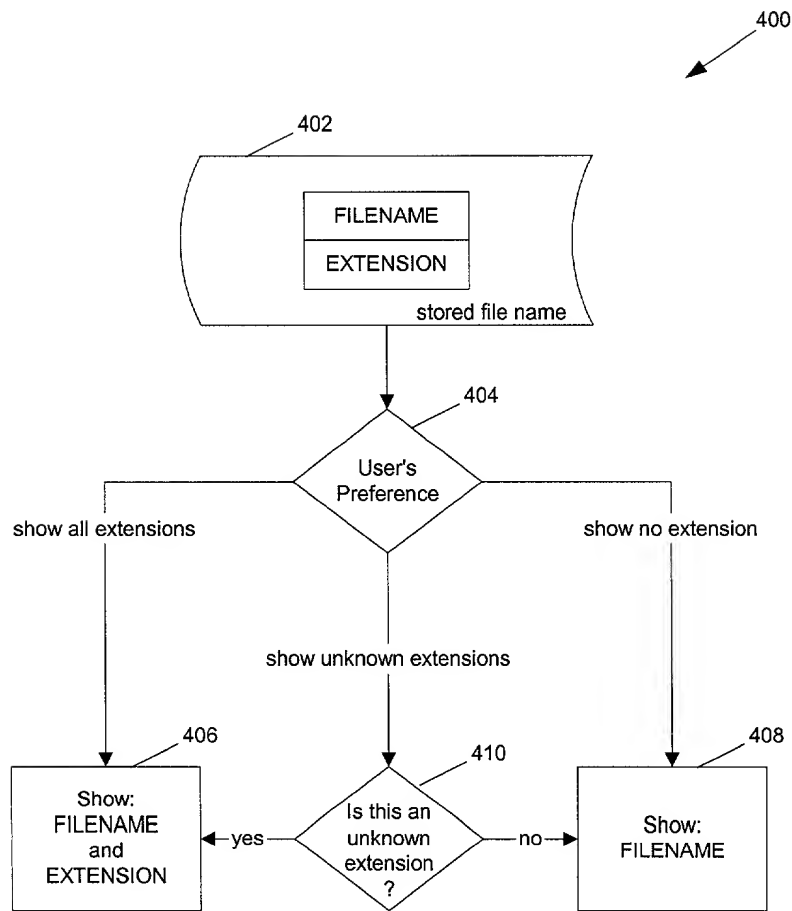 400
402
FILENAME
EXTENSION
stored file name
404
User's
Preference
show all extensions
show no extension
show unknown extensions
406
410
408
Show:
FILENAME
and
EXTENSION
yes
Is this an
unknown
extension
?
no
Show:
FILENAME